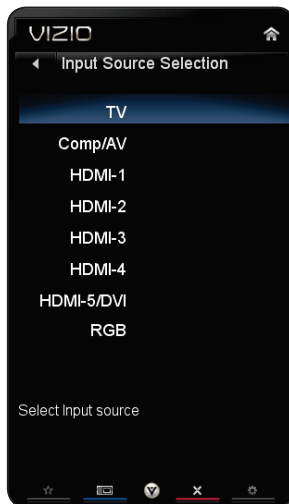 VIZIO
Input Source Selection
TV
Comp/AV
HDMI-1
HDMI-2
HDMI-3
HDMI-4
HDMI-5/DVI
RGB
Select Input source
V